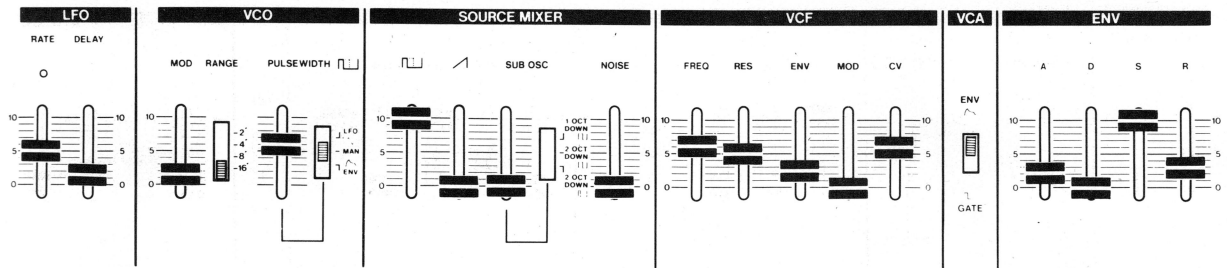 LFO
RATE DELAY
10 10
5 5
0 0
VCO
MOD RANGE PULSEWIDTH
10
5
0
2'
4'
8'
16'
LFO
MAN
ENV
SOURCE MIXER
SUB OSC NOISE
10
5
0
1 OCT
DOWN
2 OCT
DOWN
2 OCT
DOWN
10
5
0
VCF
FREQ RES ENV MOD CV
10 10
5 5
0 0
VCA
ENV
GATE
ENV
A D S R
10 10
5 5
0 0